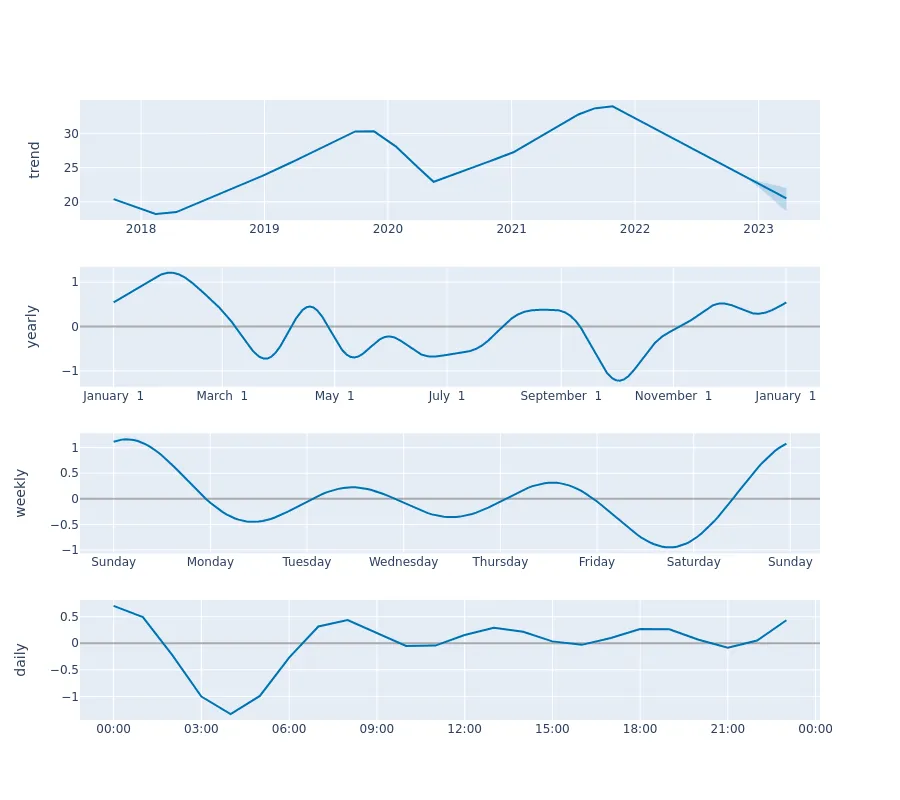 trend
30
25
20
2018 2019 2020 2021 2022 2023
yearly
1
0
−1
January 1 March 1 May 1 July 1 September 1 November 1 January 1
weekly
1
0.5
0
−0.5
−1
Sunday Monday Tuesday Wednesday Thursday Friday Saturday Sunday
daily
0.5
0
−0.5
−1
00:00 03:00 06:00 09:00 12:00 15:00 18:00 21:00 00:00